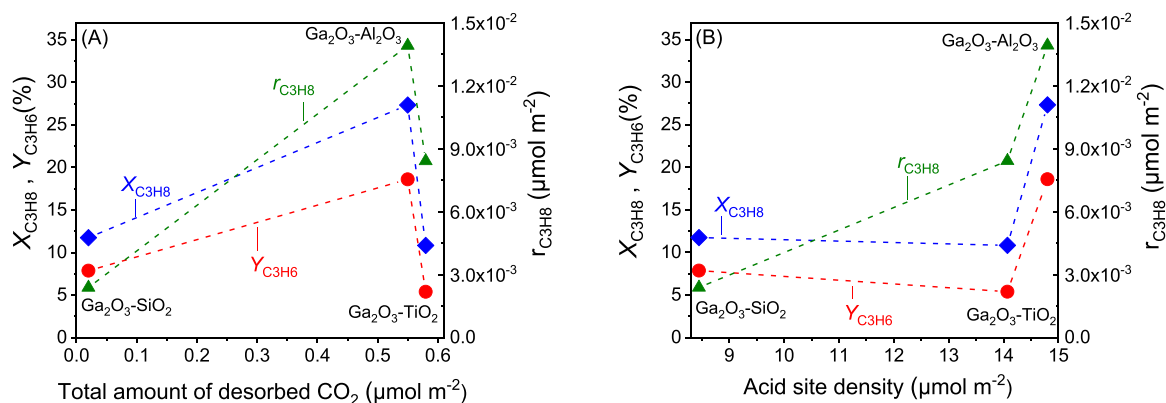 (A)
Ga2O3−Al2O3
rC3H8
XC3H8
YC3H6
Ga2O3−SiO2
Ga2O3−TiO2
XC3H8 , YC3H6(%)
35
30
25
20
15
10
5
0
0.0 0.1 0.2 0.3 0.4 0.5 0.6
Total amount of desorbed CO2 (µmol m-2)
1.5x10-2
1.2x10-2
9.0x10-3
6.0x10-3
3.0x10-3
0.0
rC3H8 (µmol m-2)
(B)
Ga2O3−Al2O3
rC3H8
XC3H8
YC3H6
Ga2O3−SiO2
Ga2O3−TiO2
XC3H8 , YC3H6(%)
35
30
25
20
15
10
5
0
9 10 11 12 13 14 15
Acid site density (µmol m-2)
1.5x10-2
1.2x10-2
9.0x10-3
6.0x10-3
3.0x10-3
0.0
rC3H8 (µmol m-2)